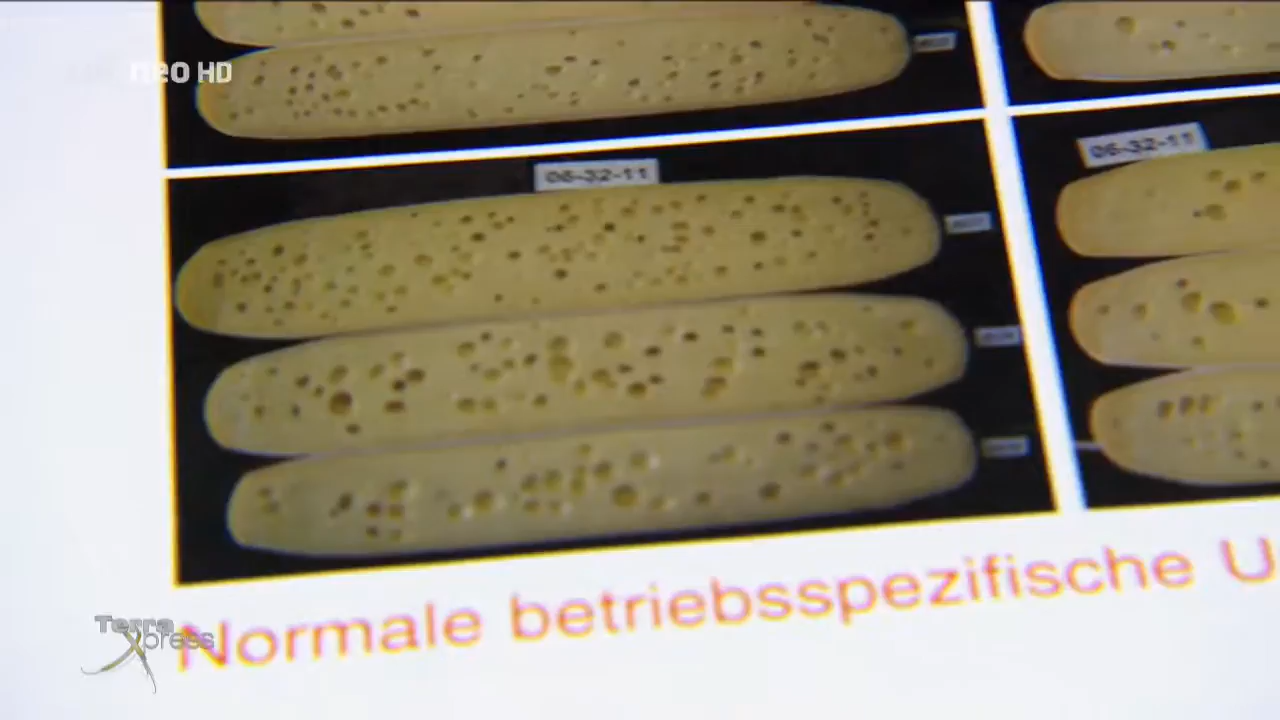 neo HD
06-32-11
06-32-11
Normale betriebsspezifische U
Terra
Xpress